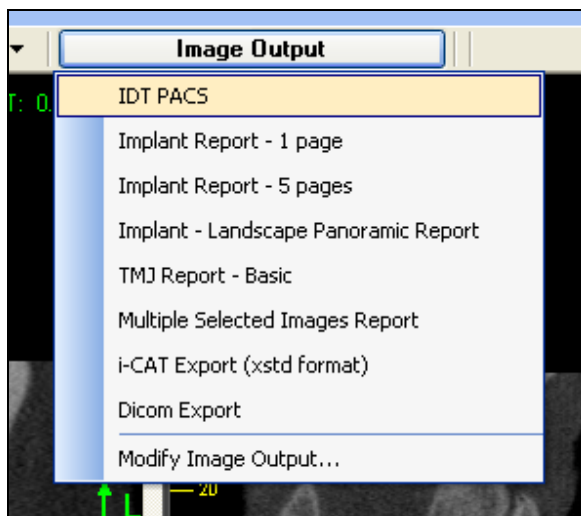 Image Output
T: 0.
IDT PACS
Implant Report - 1 page
Implant Report - 5 pages
Implant - Landscape Panoramic Report
TMJ Report - Basic
Multiple Selected Images Report
i-CAT Export (xstd format)
Dicom Export
Modify Image Output...
L
20